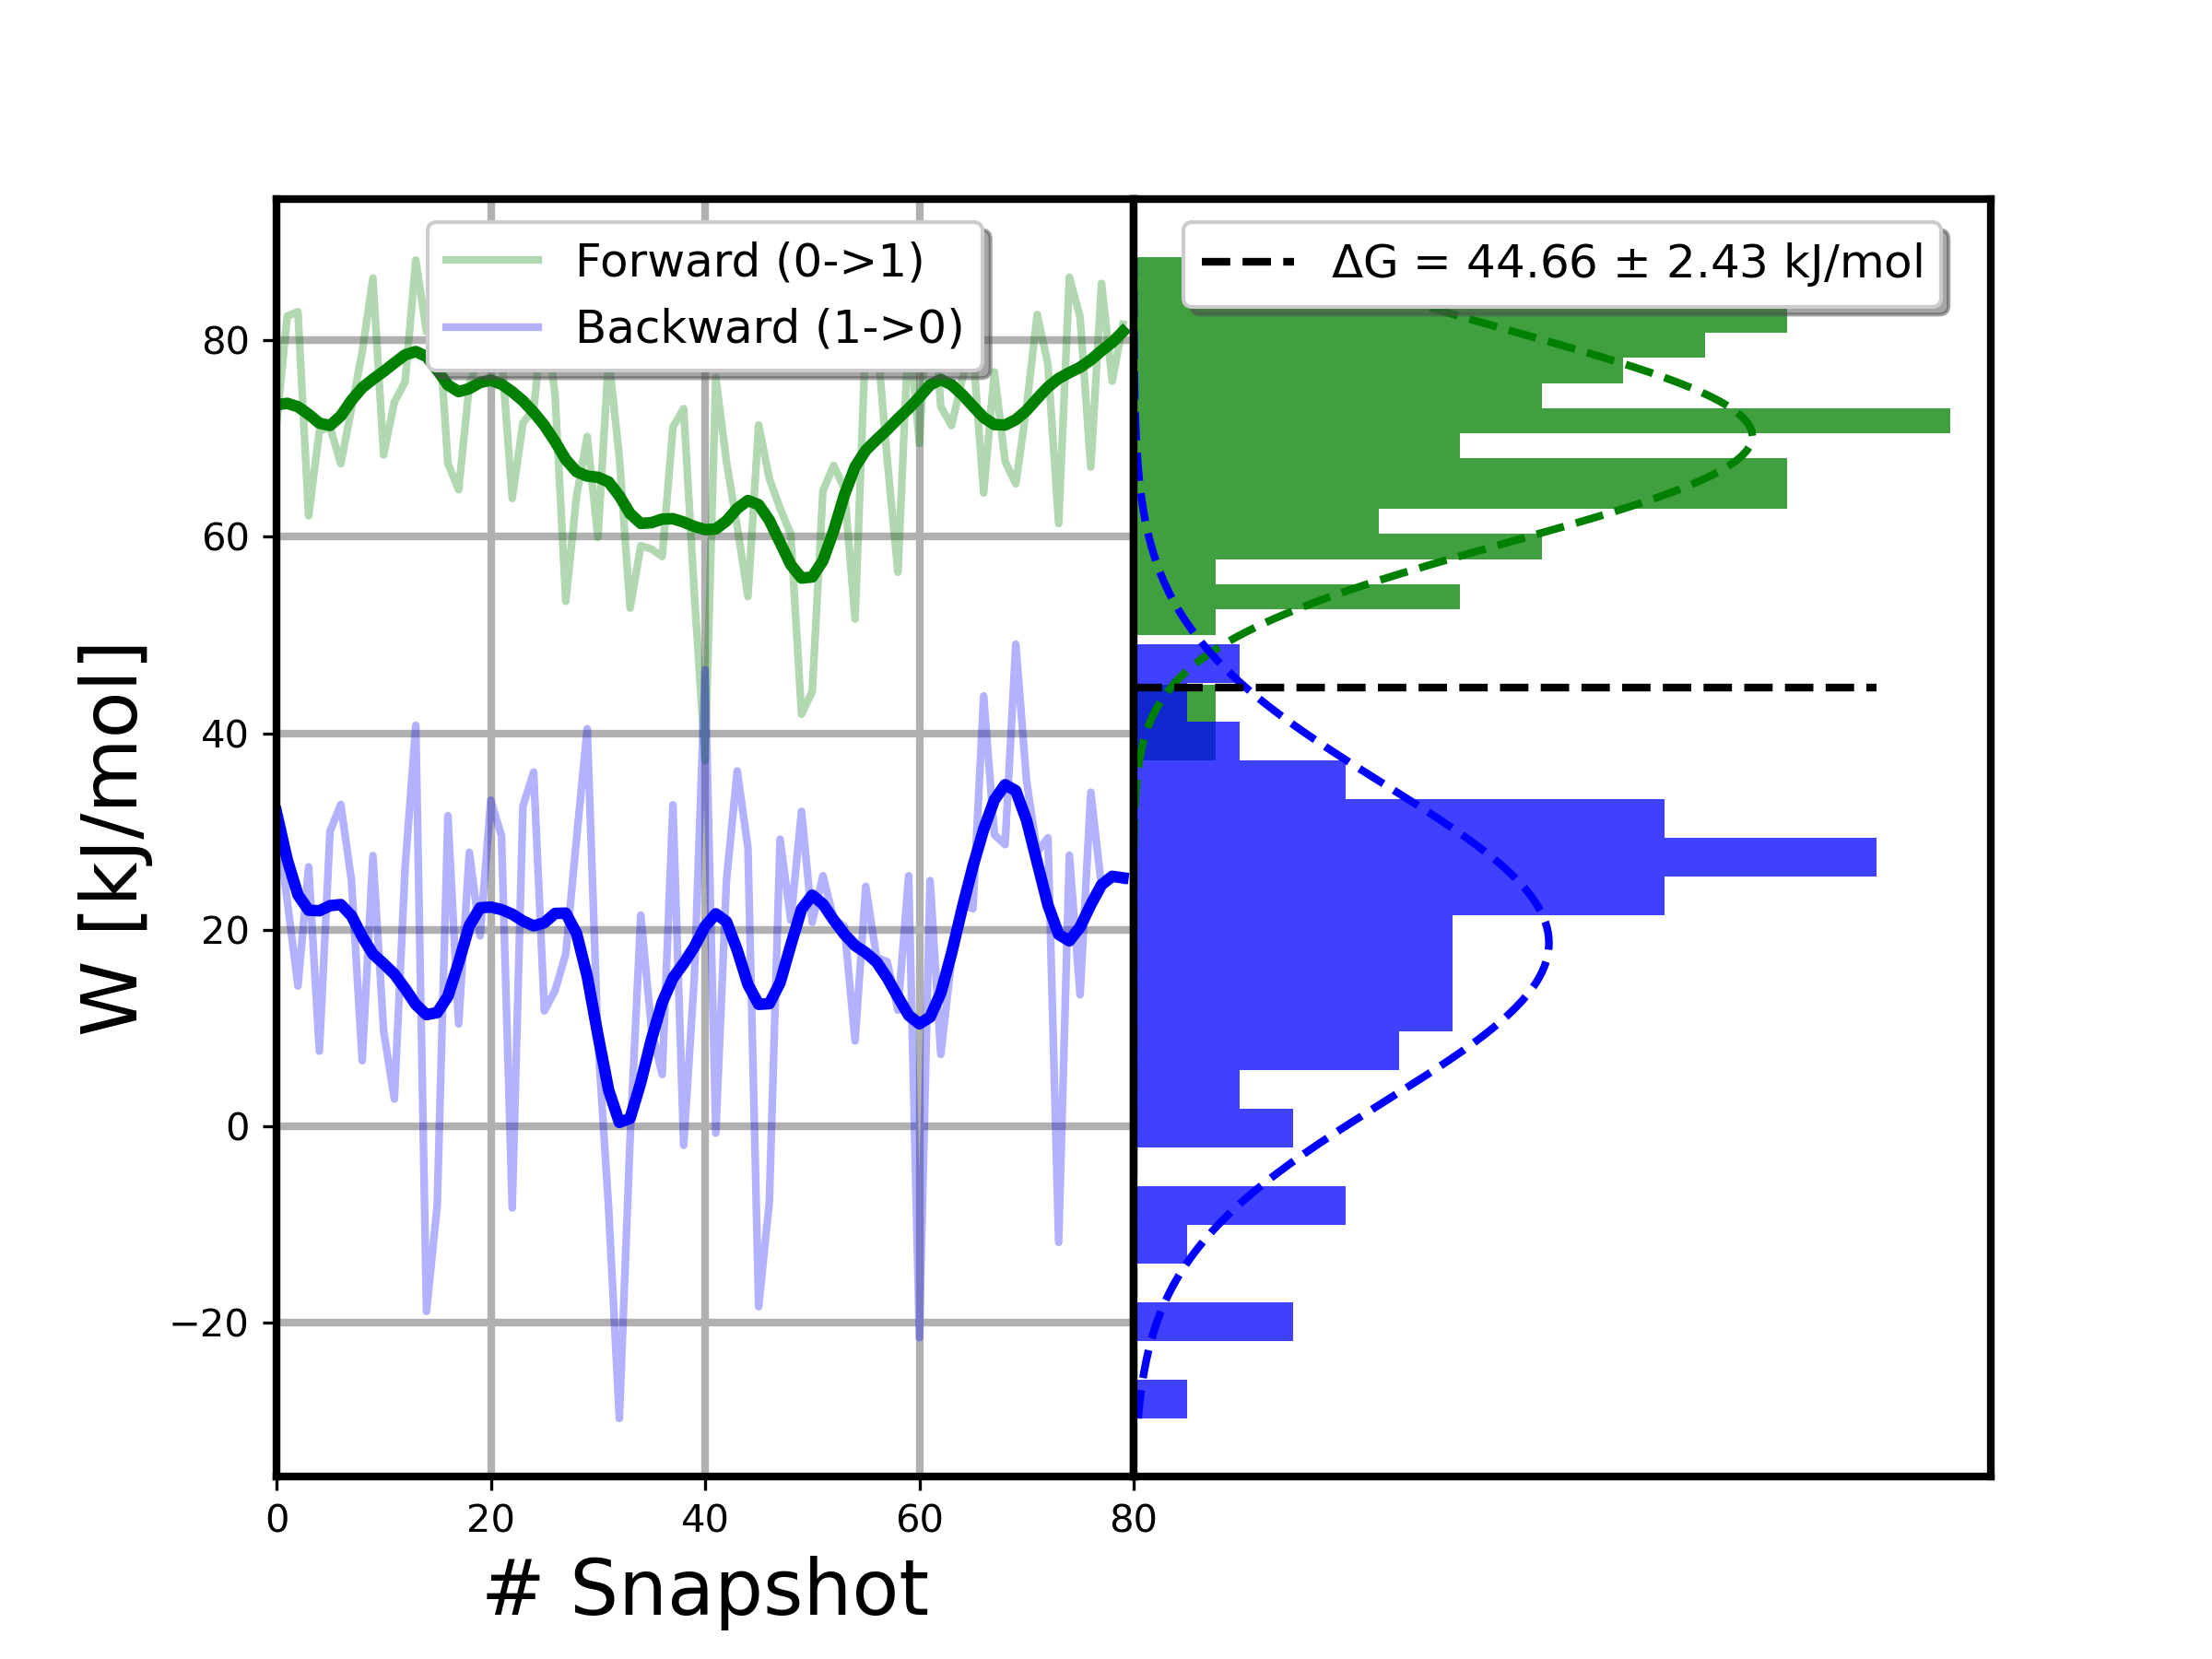 Forward (0->1)
Backward (1->0)
ΔG = 44.66 ± 2.43 kJ/mol
80
60
40
20
0
−20
W [kJ/mol]
0 20 40 60 80
# Snapshot